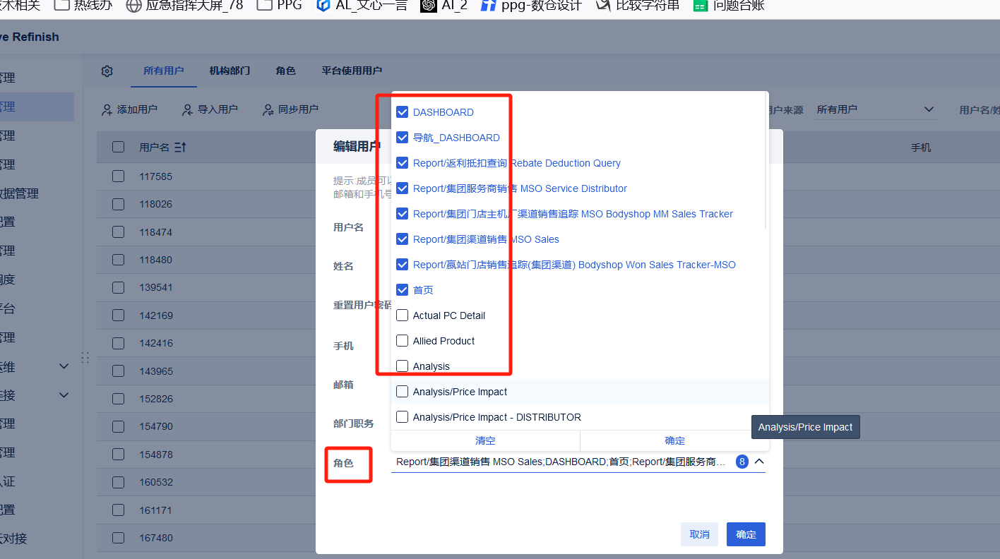 技术相关 热线办 应急指挥大屏_78 PPG AL_文心一言 AI_2 ppg-数仓设计 比较字符串 问题台账
ve Refinish
管理
管理
管理
管理
数据管理
配置
管理
调度
平台
管理
运维
连接
管理
管理
认证
配置
云对接
所有用户 机构部门 角色 平台使用用户
添加用户 导入用户 同步用户 用户来源 所有用户 用户名/姓
用户名 手机
117585
118026
118474
118480
139541
142169
142416
143965
152826
154790
154878
160532
161171
167480
编辑用户
提示:成员可以
邮箱和手机号
用户名
姓名
重置用户密码
手机
邮箱
部门职务
角色
DASHBOARD
导航_DASHBOARD
Report/返利抵扣查询 Rebate Deduction Query
Report/集团服务商销售 MSO Service Distributor
Report/集团门店主机厂渠道销售追踪 MSO Bodyshop MM Sales Tracker
Report/集团渠道销售 MSO Sales
Report/赢站门店销售追踪(集团渠道) Bodyshop Won Sales Tracker-MSO
首页
Actual PC Detail
Allied Product
Analysis
Analysis/Price Impact
Analysis/Price Impact - DISTRIBUTOR
Analysis/Price Impact
清空 确定
Report/集团渠道销售 MSO Sales;DASHBOARD;首页;Report/集团服务商… 8
取消 确定